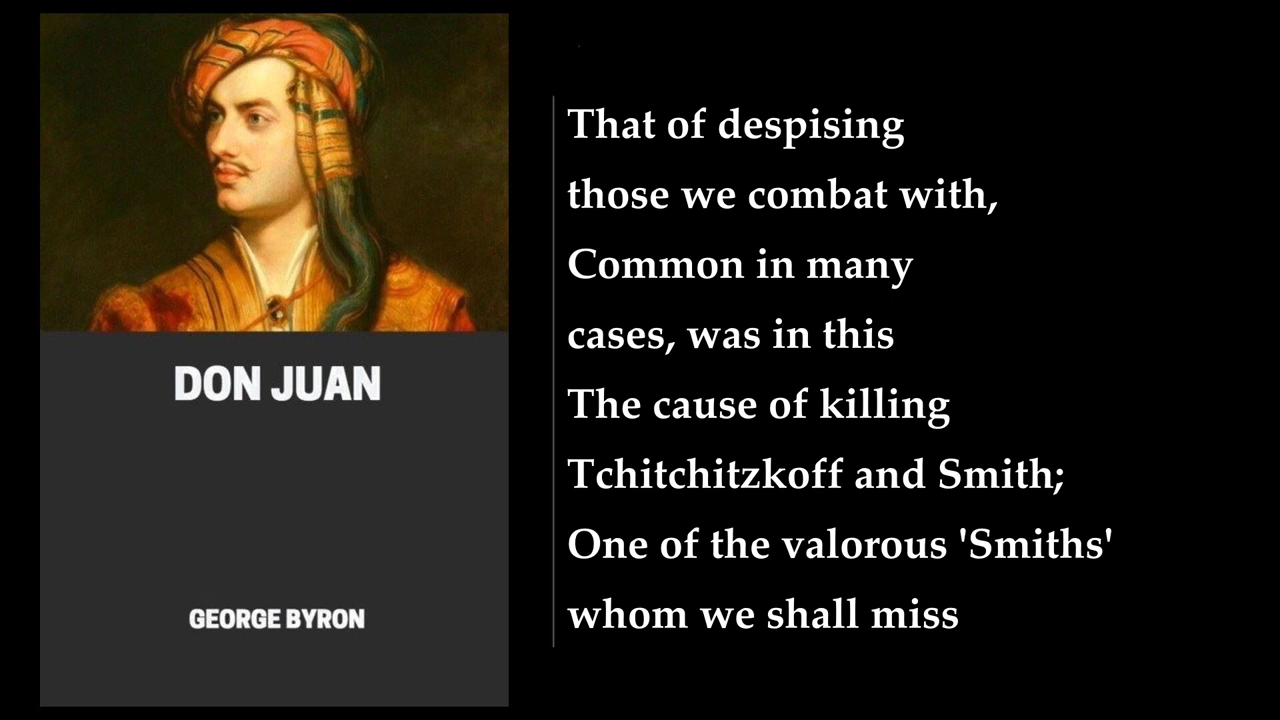 DON JUAN
GEORGE BYRON
That of despising
those we combat with,
Common in many
cases, was in this
The cause of killing
Tchitchitzkoff and Smith;
One of the valorous 'Smiths'
whom we shall miss